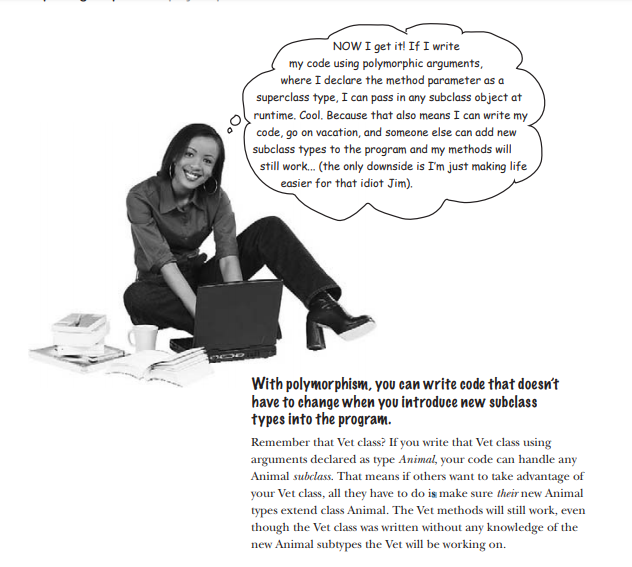 NOW I get it! If I write
my code using polymorphic arguments,
where I declare the method parameter as a
superclass type, I can pass in any subclass object at
runtime. Cool. Because that also means I can write my
code, go on vacation, and someone else can add new
subclass types to the program and my methods will
still work... (the only downside is I'm just making life
easier for that idiot Jim).
With polymorphism, you can write code that doesn't
have to change when you introduce new subclass
types into the program.
Remember that Vet class? If you write that Vet class using
arguments declared as type Animal, your code can handle any
Animal subclass. That means if others want to take advantage of
your Vet class, all they have to do is make sure their new Animal
types extend class Animal. The Vet methods will still work, even
though the Vet class was written without any knowledge of the
new Animal subtypes the Vet will be working on.